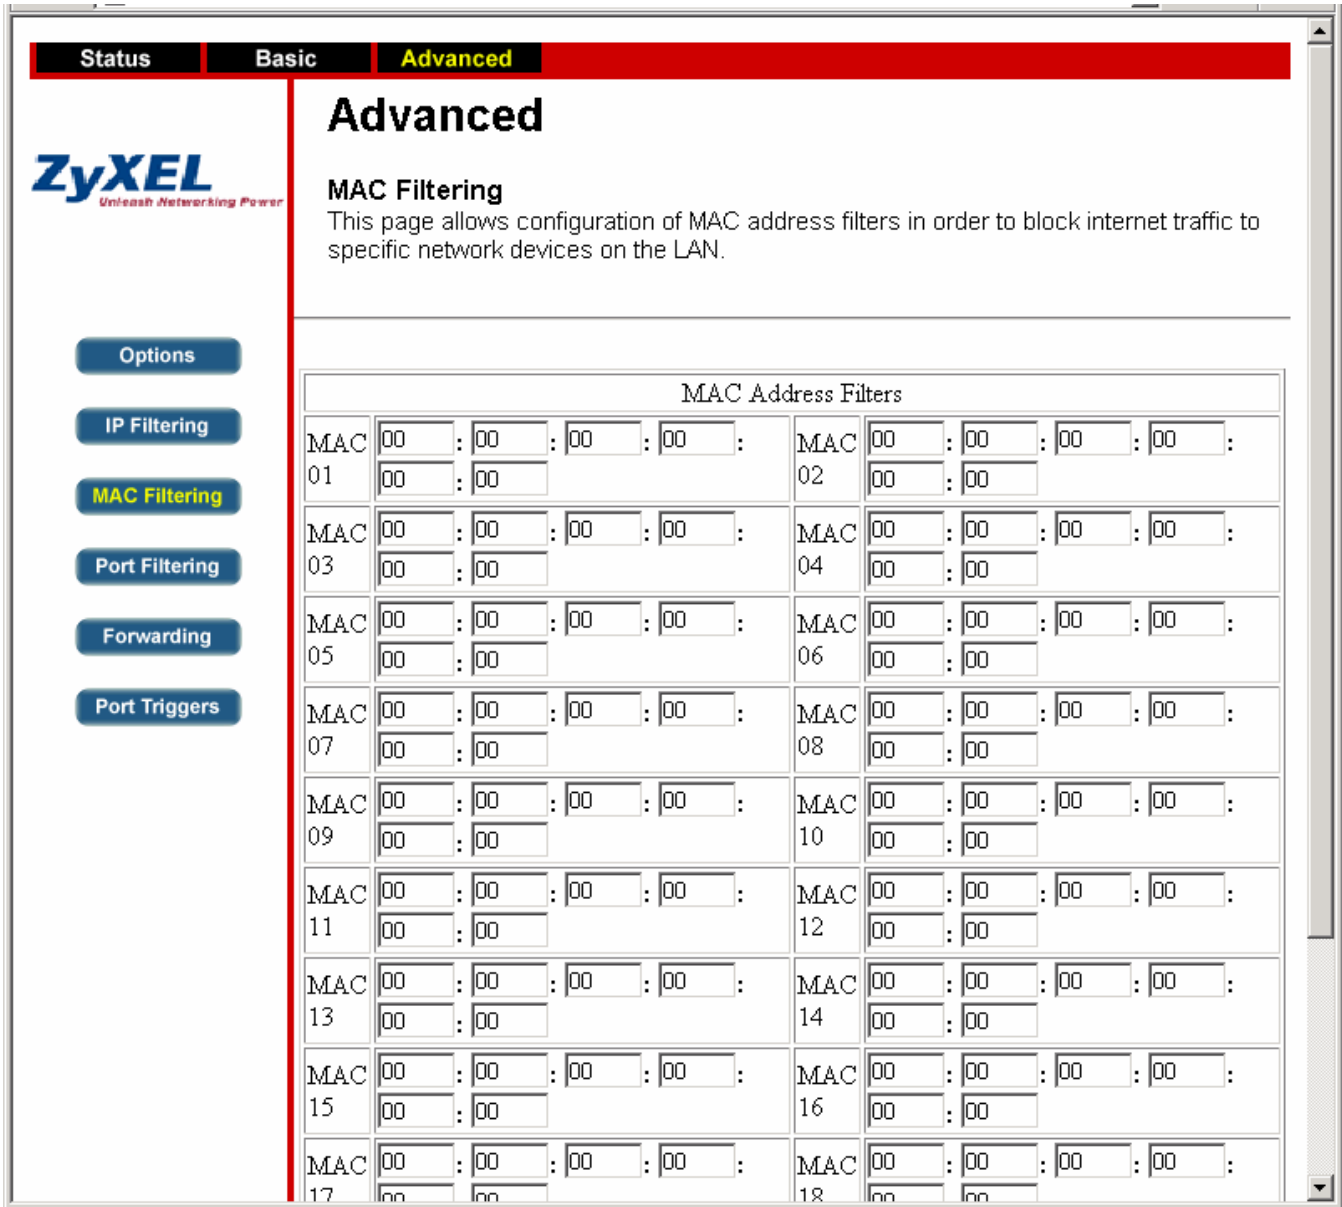 Status Basic Advanced
Advanced
ZyXEL
Unleash Networking Power
MAC Filtering
This page allows configuration of MAC address filters in order to block internet traffic to
specific network devices on the LAN.
Options
IP Filtering
MAC Filtering
Port Filtering
Forwarding
Port Triggers
MAC Address Filters
MAC 01 00 : 00 : 00 : 00 :
00 : 00
MAC 02 00 : 00 : 00 : 00 :
00 : 00
MAC 03 00 : 00 : 00 : 00 :
00 : 00
MAC 04 00 : 00 : 00 : 00 :
00 : 00
MAC 05 00 : 00 : 00 : 00 :
00 : 00
MAC 06 00 : 00 : 00 : 00 :
00 : 00
MAC 07 00 : 00 : 00 : 00 :
00 : 00
MAC 08 00 : 00 : 00 : 00 :
00 : 00
MAC 09 00 : 00 : 00 : 00 :
00 : 00
MAC 10 00 : 00 : 00 : 00 :
00 : 00
MAC 11 00 : 00 : 00 : 00 :
00 : 00
MAC 12 00 : 00 : 00 : 00 :
00 : 00
MAC 13 00 : 00 : 00 : 00 :
00 : 00
MAC 14 00 : 00 : 00 : 00 :
00 : 00
MAC 15 00 : 00 : 00 : 00 :
00 : 00
MAC 16 00 : 00 : 00 : 00 :
00 : 00
MAC 17 00 : 00 : 00 : 00 :
00 00
MAC 18 00 : 00 : 00 : 00 :
00 00